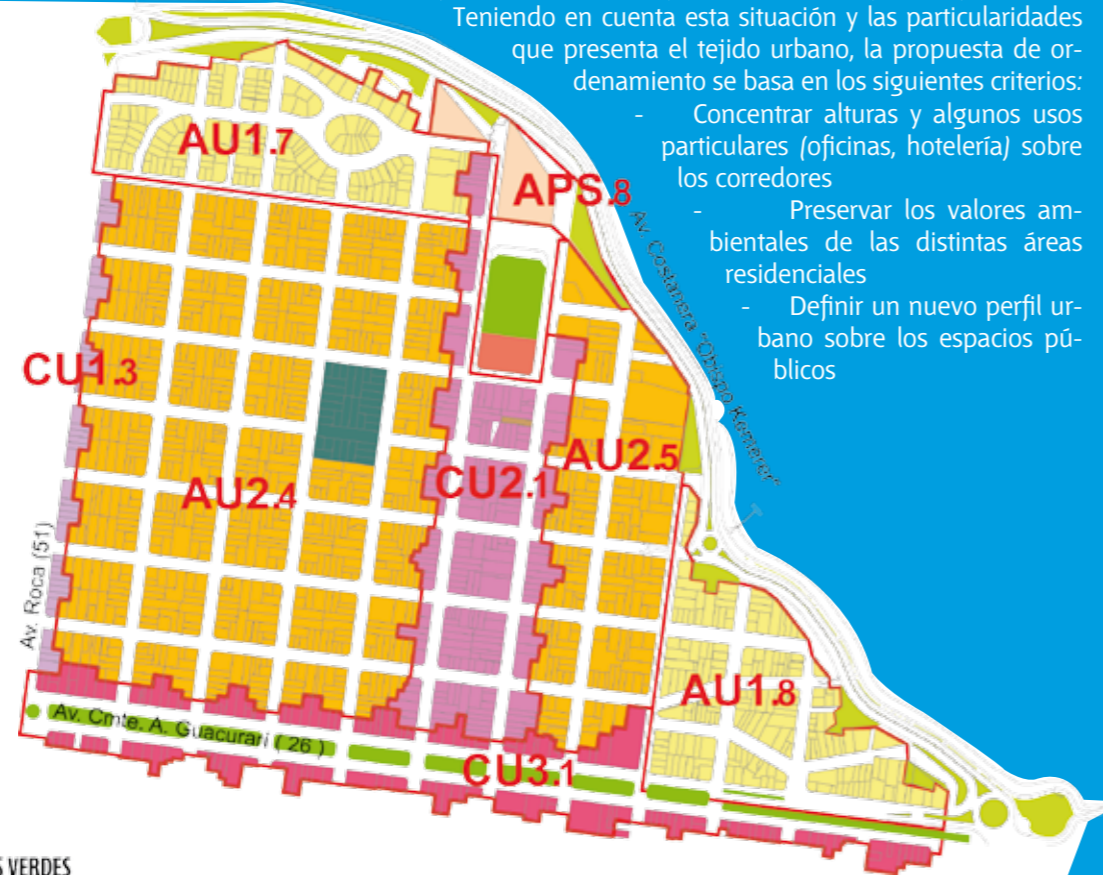 Teniendo en cuenta esta situación y las particularidades
que presenta el tejido urbano, la propuesta de or-
denamiento se basa en los siguientes criterios:
- Concentrar alturas y algunos usos
particulares (oficinas, hotelería) sobre
los corredores
- Preservar los valores am-
bientales de las distintas áreas
residenciales
- Definir un nuevo perfil ur-
bano sobre los espacios pú-
blicos
AU1.7
APS.8
Av. Costanera
CU1.3
AU2.4
CU2.1
AU2.5
Av. Roca (51)
AU1.8
Av. Cmte. A. Guacurarí ( 26 )
CU3.1
VERDES